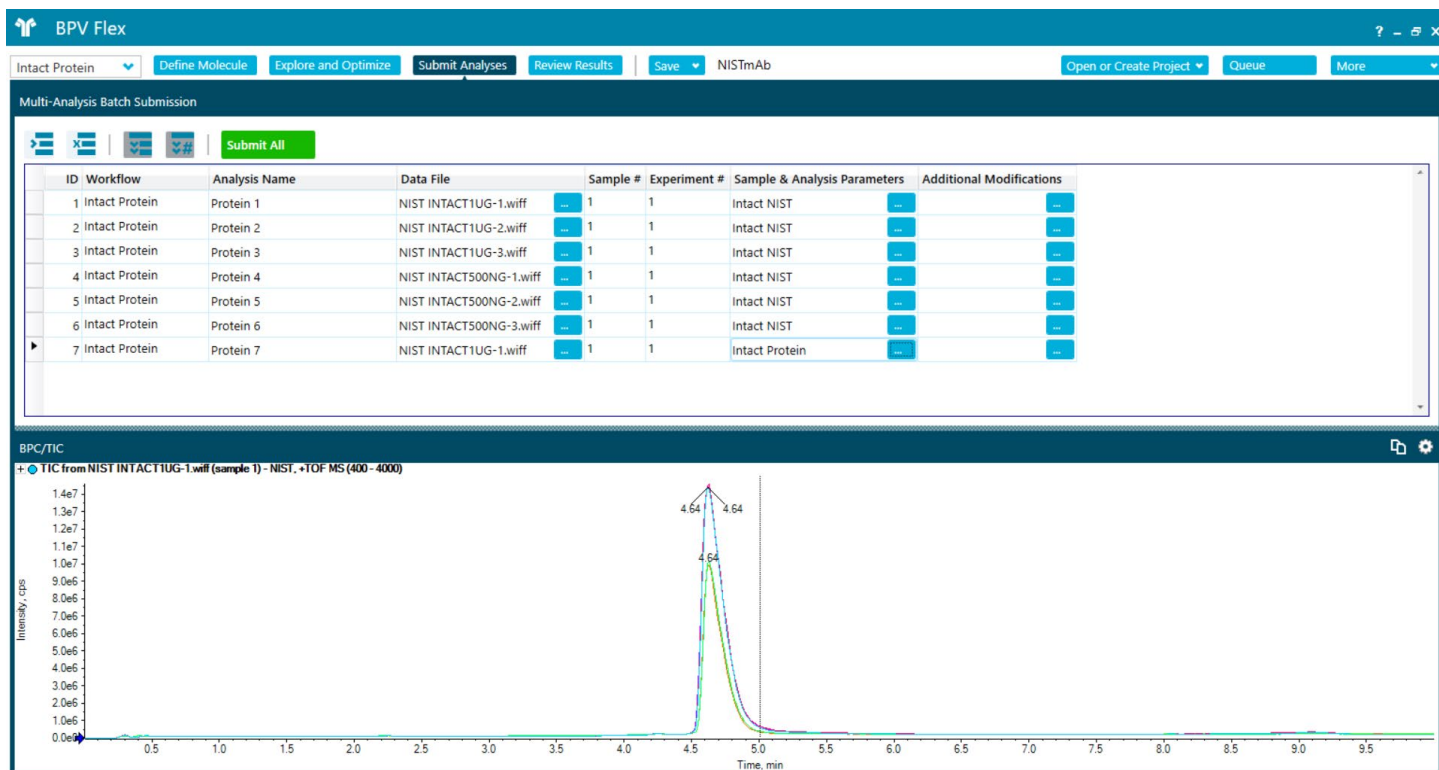 BPV Flex
? – X
Intact Protein Define Molecule Explore and Optimize Submit Analyses Review Results Save NISTmAb Open or Create Project Queue More
Multi-Analysis Batch Submission
Submit All
ID Workflow Analysis Name Data File Sample # Experiment # Sample & Analysis Parameters Additional Modifications
1 Intact Protein Protein 1 NIST INTACT1UG-1.wiff ... 1 1 Intact NIST ... ...
2 Intact Protein Protein 2 NIST INTACT1UG-2.wiff ... 1 1 Intact NIST ... ...
3 Intact Protein Protein 3 NIST INTACT1UG-3.wiff ... 1 1 Intact NIST ... ...
4 Intact Protein Protein 4 NIST INTACT500NG-1.wiff ... 1 1 Intact NIST ... ...
5 Intact Protein Protein 5 NIST INTACT500NG-2.wiff ... 1 1 Intact NIST ... ...
6 Intact Protein Protein 6 NIST INTACT500NG-3.wiff ... 1 1 Intact NIST ... ...
7 Intact Protein Protein 7 NIST INTACT1UG-1.wiff ... 1 1 Intact Protein ... ...
BPC/TIC
TIC from NIST INTACT1UG-1.wiff (sample 1) - NIST, +TOF MS (400 - 4000)
Intensity, cps
1.4e7
1.3e7
1.2e7
1.1e7
1.0e7
9.0e6
8.0e6
7.0e6
6.0e6
5.0e6
4.0e6
3.0e6
2.0e6
1.0e6
0.0e0
4.64 4.64
4.64
0.5 1.0 1.5 2.0 2.5 3.0 3.5 4.0 4.5 5.0 5.5 6.0 6.5 7.0 7.5 8.0 8.5 9.0 9.5
Time, min